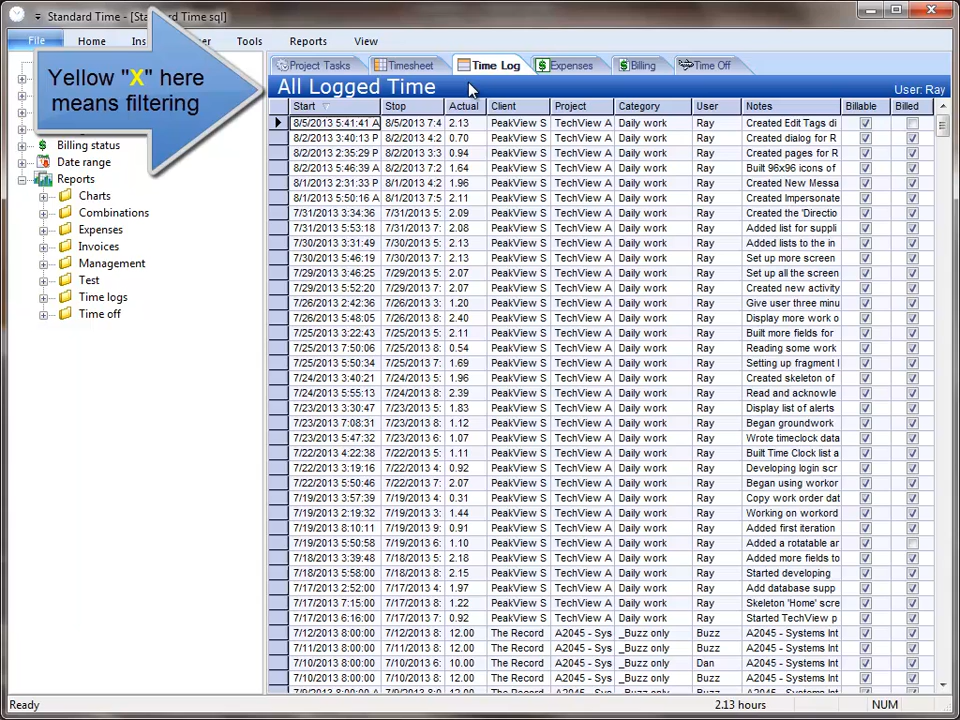 Standard Time - [Standard Time sql]
File Home Tools Reports View
Yellow "X" here
means filtering
Project Tasks Timesheet Time Log Expenses Billing Time Off
All Logged Time
User: Ray
Start Stop Actual Client Project Category User Notes Billable Billed
8/5/2013 5:41:41 A 8/5/2013 7:4 2.13 PeakView S TechView A Daily work Ray Created Edit Tags di
8/2/2013 3:40:13 P 8/2/2013 4:2 0.70 PeakView S TechView A Daily work Ray Created dialog for R
8/2/2013 2:35:29 P 8/2/2013 3:3 0.94 PeakView S TechView A Daily work Ray Created pages for R
8/2/2013 5:46:39 A 8/2/2013 7:2 1.64 PeakView S TechView A Daily work Ray Built 96x96 icons of
8/1/2013 2:31:33 P 8/1/2013 4:2 1.96 PeakView S TechView A Daily work Ray Created New Messa
8/1/2013 5:50:16 A 8/1/2013 7:5 2.11 PeakView S TechView A Daily work Ray Created Impersonate
7/31/2013 3:34:36 7/31/2013 5: 2.09 PeakView S TechView A Daily work Ray Created the 'Directio
7/31/2013 5:53:18 7/31/2013 7: 2.08 PeakView S TechView A Daily work Ray Added list for suppli
7/30/2013 3:31:49 7/30/2013 5: 2.13 PeakView S TechView A Daily work Ray Added lists to the in
7/30/2013 5:46:19 7/30/2013 7: 2.13 PeakView S TechView A Daily work Ray Set up more screen
7/29/2013 3:46:25 7/29/2013 5: 2.07 PeakView S TechView A Daily work Ray Set up all the screen
7/29/2013 5:52:20 7/29/2013 7: 2.07 PeakView S TechView A Daily work Ray Created new activity
7/26/2013 2:42:36 7/26/2013 3: 1.20 PeakView S TechView A Daily work Ray Give user three minu
7/26/2013 5:48:05 7/26/2013 8: 2.40 PeakView S TechView A Daily work Ray Display more work o
7/25/2013 3:22:43 7/25/2013 5: 2.11 PeakView S TechView A Daily work Ray Built more fields for
7/25/2013 7:50:06 7/25/2013 8: 0.54 PeakView S TechView A Daily work Ray Reading some work
7/25/2013 5:50:34 7/25/2013 7: 1.69 PeakView S TechView A Daily work Ray Setting up fragment l
7/24/2013 3:40:21 7/24/2013 5: 1.96 PeakView S TechView A Daily work Ray Created skeleton of
7/24/2013 5:55:13 7/24/2013 8: 2.39 PeakView S TechView A Daily work Ray Read and acknowle
7/23/2013 3:30:47 7/23/2013 5: 1.83 PeakView S TechView A Daily work Ray Display list of alerts
7/23/2013 7:08:31 7/23/2013 8: 1.12 PeakView S TechView A Daily work Ray Began groundwork
7/23/2013 5:47:32 7/23/2013 6: 1.07 PeakView S TechView A Daily work Ray Wrote timeclock data
7/22/2013 4:22:38 7/22/2013 5: 1.11 PeakView S TechView A Daily work Ray Built Time Clock list a
7/22/2013 3:19:16 7/22/2013 4: 0.92 PeakView S TechView A Daily work Ray Developing login scr
7/22/2013 5:50:46 7/22/2013 7: 2.07 PeakView S TechView A Daily work Ray Began using workor
7/19/2013 3:57:39 7/19/2013 4: 0.31 PeakView S TechView A Daily work Ray Copy work order dat
7/19/2013 2:19:32 7/19/2013 3: 1.44 PeakView S TechView A Daily work Ray Working on workord
7/19/2013 8:10:11 7/19/2013 9: 0.91 PeakView S TechView A Daily work Ray Added first iteration
7/19/2013 5:50:58 7/19/2013 6: 1.10 PeakView S TechView A Daily work Ray Added a rotatable ar
7/18/2013 3:39:48 7/18/2013 5: 2.18 PeakView S TechView A Daily work Ray Added more fields to
7/18/2013 5:58:00 7/18/2013 8: 2.15 PeakView S TechView A Daily work Ray Started developing
7/17/2013 2:52:00 7/17/2013 4: 1.97 PeakView S TechView A Daily work Ray Add database supp
7/17/2013 7:15:00 7/17/2013 8: 1.22 PeakView S TechView A Daily work Ray Skeleton 'Home' scre
7/17/2013 6:16:00 7/17/2013 7: 0.92 PeakView S TechView A Daily work Ray Started TechView p
7/12/2013 8:00:00 7/12/2013 8: 12.00 The Record A2045 - Sys _Buzz only Buzz A2045 - Systems Int
7/11/2013 8:00:00 7/11/2013 8: 12.00 The Record A2045 - Sys _Buzz only Buzz A2045 - Systems Int
7/10/2013 8:00:00 7/10/2013 6: 10.00 The Record A2045 - Sys _Buzz only Dan A2045 - Systems Int
7/10/2013 8:00:00 7/10/2013 8: 12.00 The Record A2045 - Sys _Buzz only Buzz A2045 - Systems Int
Billing status
Date range
Reports
Charts
Combinations
Expenses
Invoices
Management
Test
Time logs
Time off
Ready 2.13 hours NUM